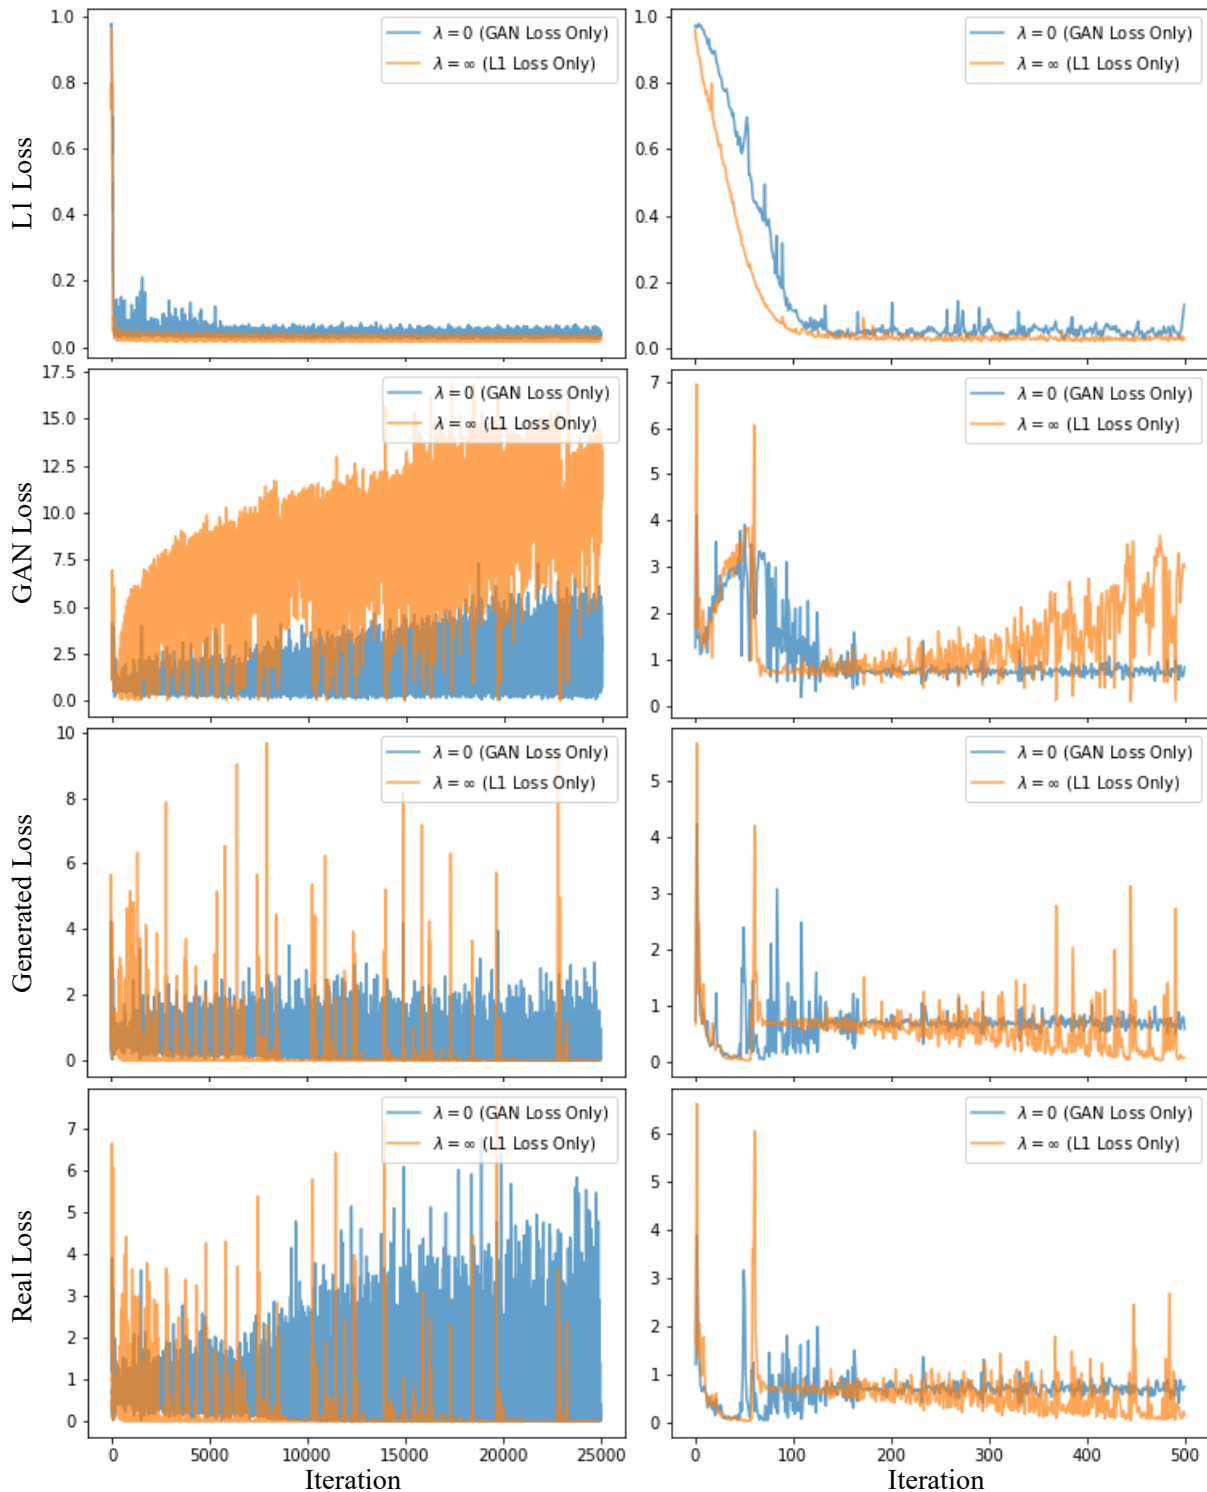 L1 Loss
1.0
0.8
0.6
0.4
0.2
0.0
λ = 0 (GAN Loss Only)
λ = ∞ (L1 Loss Only)
1.0
0.8
0.6
0.4
0.2
0.0
λ = 0 (GAN Loss Only)
λ = ∞ (L1 Loss Only)
GAN Loss
17.5
15.0
12.5
10.0
7.5
5.0
2.5
0.0
λ = 0 (GAN Loss Only)
λ = ∞ (L1 Loss Only)
7
6
5
4
3
2
1
0
λ = 0 (GAN Loss Only)
λ = ∞ (L1 Loss Only)
Generated Loss
10
8
6
4
2
0
λ = 0 (GAN Loss Only)
λ = ∞ (L1 Loss Only)
5
4
3
2
1
0
λ = 0 (GAN Loss Only)
λ = ∞ (L1 Loss Only)
Real Loss
7
6
5
4
3
2
1
0
λ = 0 (GAN Loss Only)
λ = ∞ (L1 Loss Only)
0 5000 10000 15000 20000 25000
Iteration
6
5
4
3
2
1
0
λ = 0 (GAN Loss Only)
λ = ∞ (L1 Loss Only)
0 100 200 300 400 500
Iteration